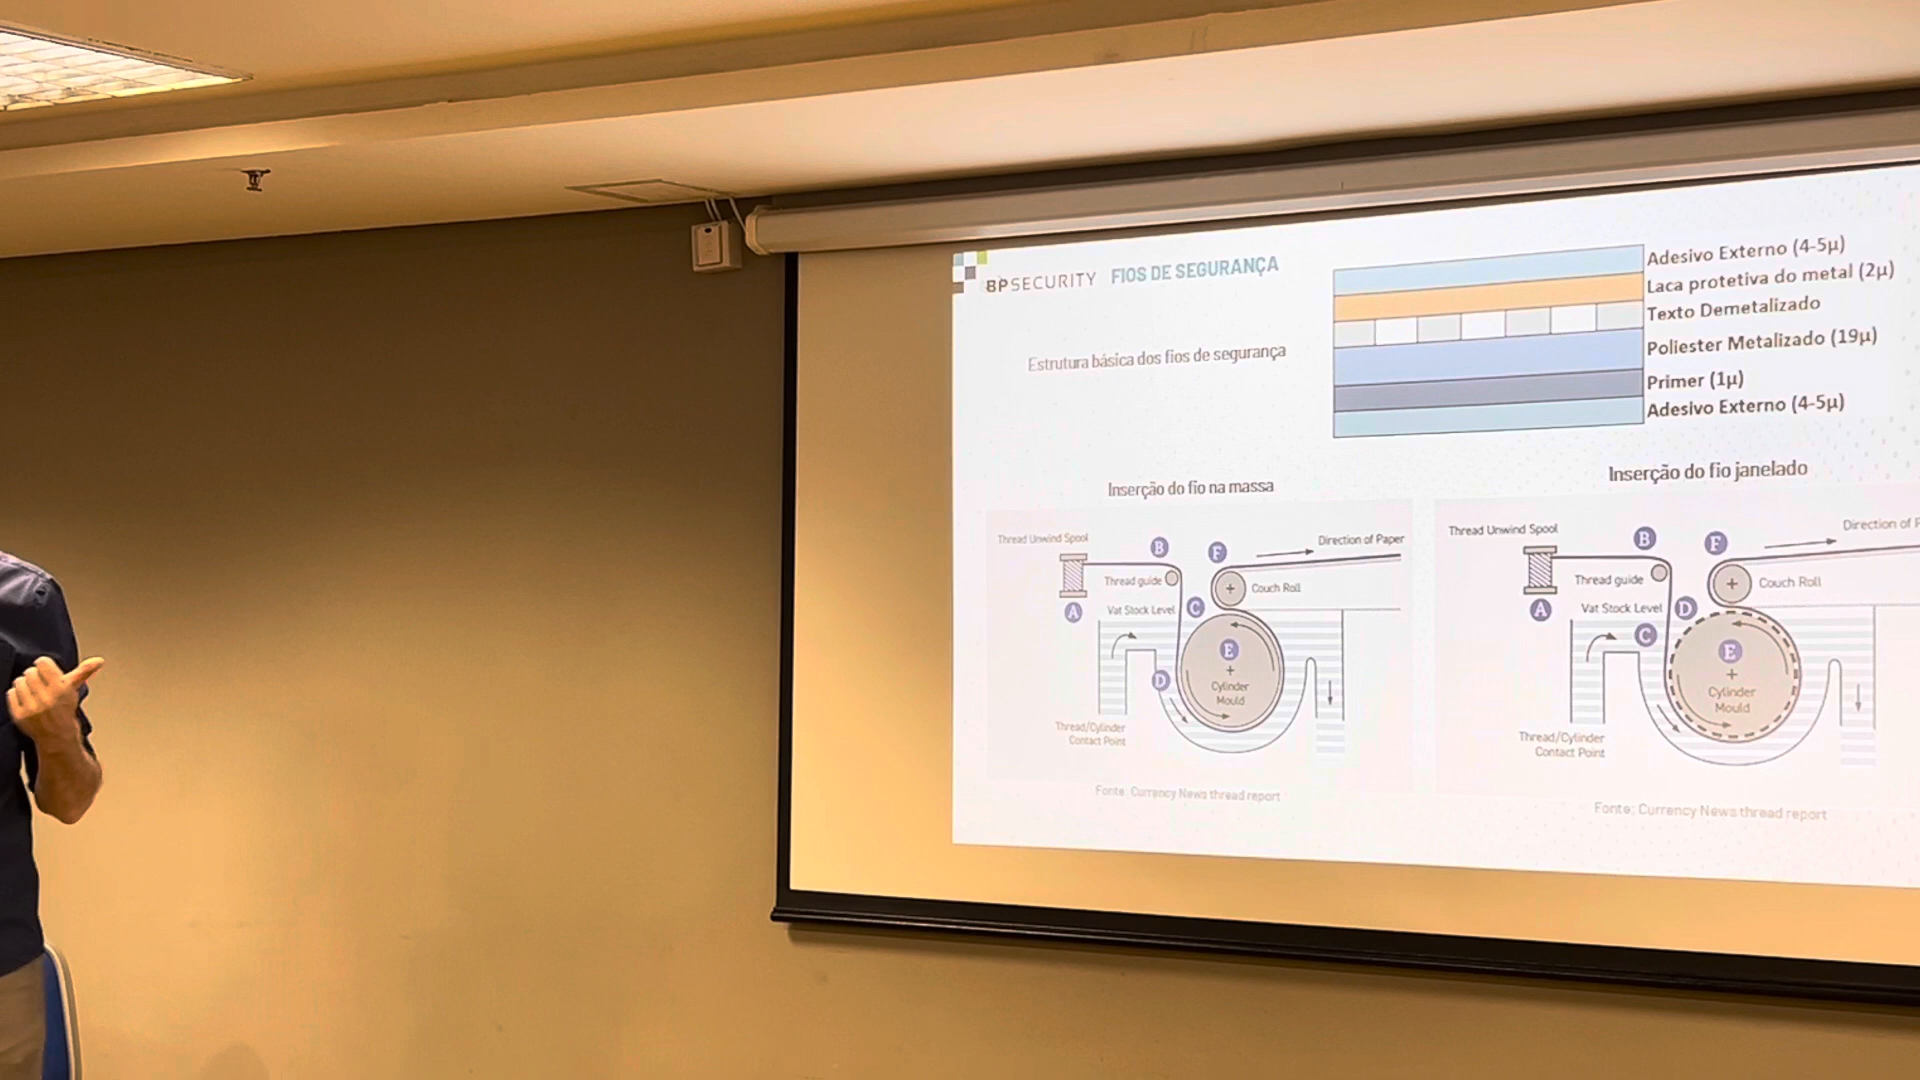 BPSECURITY FIOS DE SEGURANÇA
Estrutura básica dos fios de segurança
Adesivo Externo (4-5µ)
Laca protetiva do metal (2µ)
Texto Demetalizado
Poliester Metalizado (19µ)
Primer (1µ)
Adesivo Externo (4-5µ)
Inserção do fio na massa
Thread Unwind Spool
B
F
Direction of Paper
Thread guide
Couch Roll
A
Vat Stock Level
C
E
D
Cylinder
Mould
Thread/Cylinder
Contact Point
Fonte: Currency News thread report
Inserção do fio janelado
Thread Unwind Spool
B
F
Direction of
Thread guide
Couch Roll
A
Vat Stock Level
D
C
E
Cylinder
Mould
Thread/Cylinder
Contact Point
Fonte: Currency News thread report